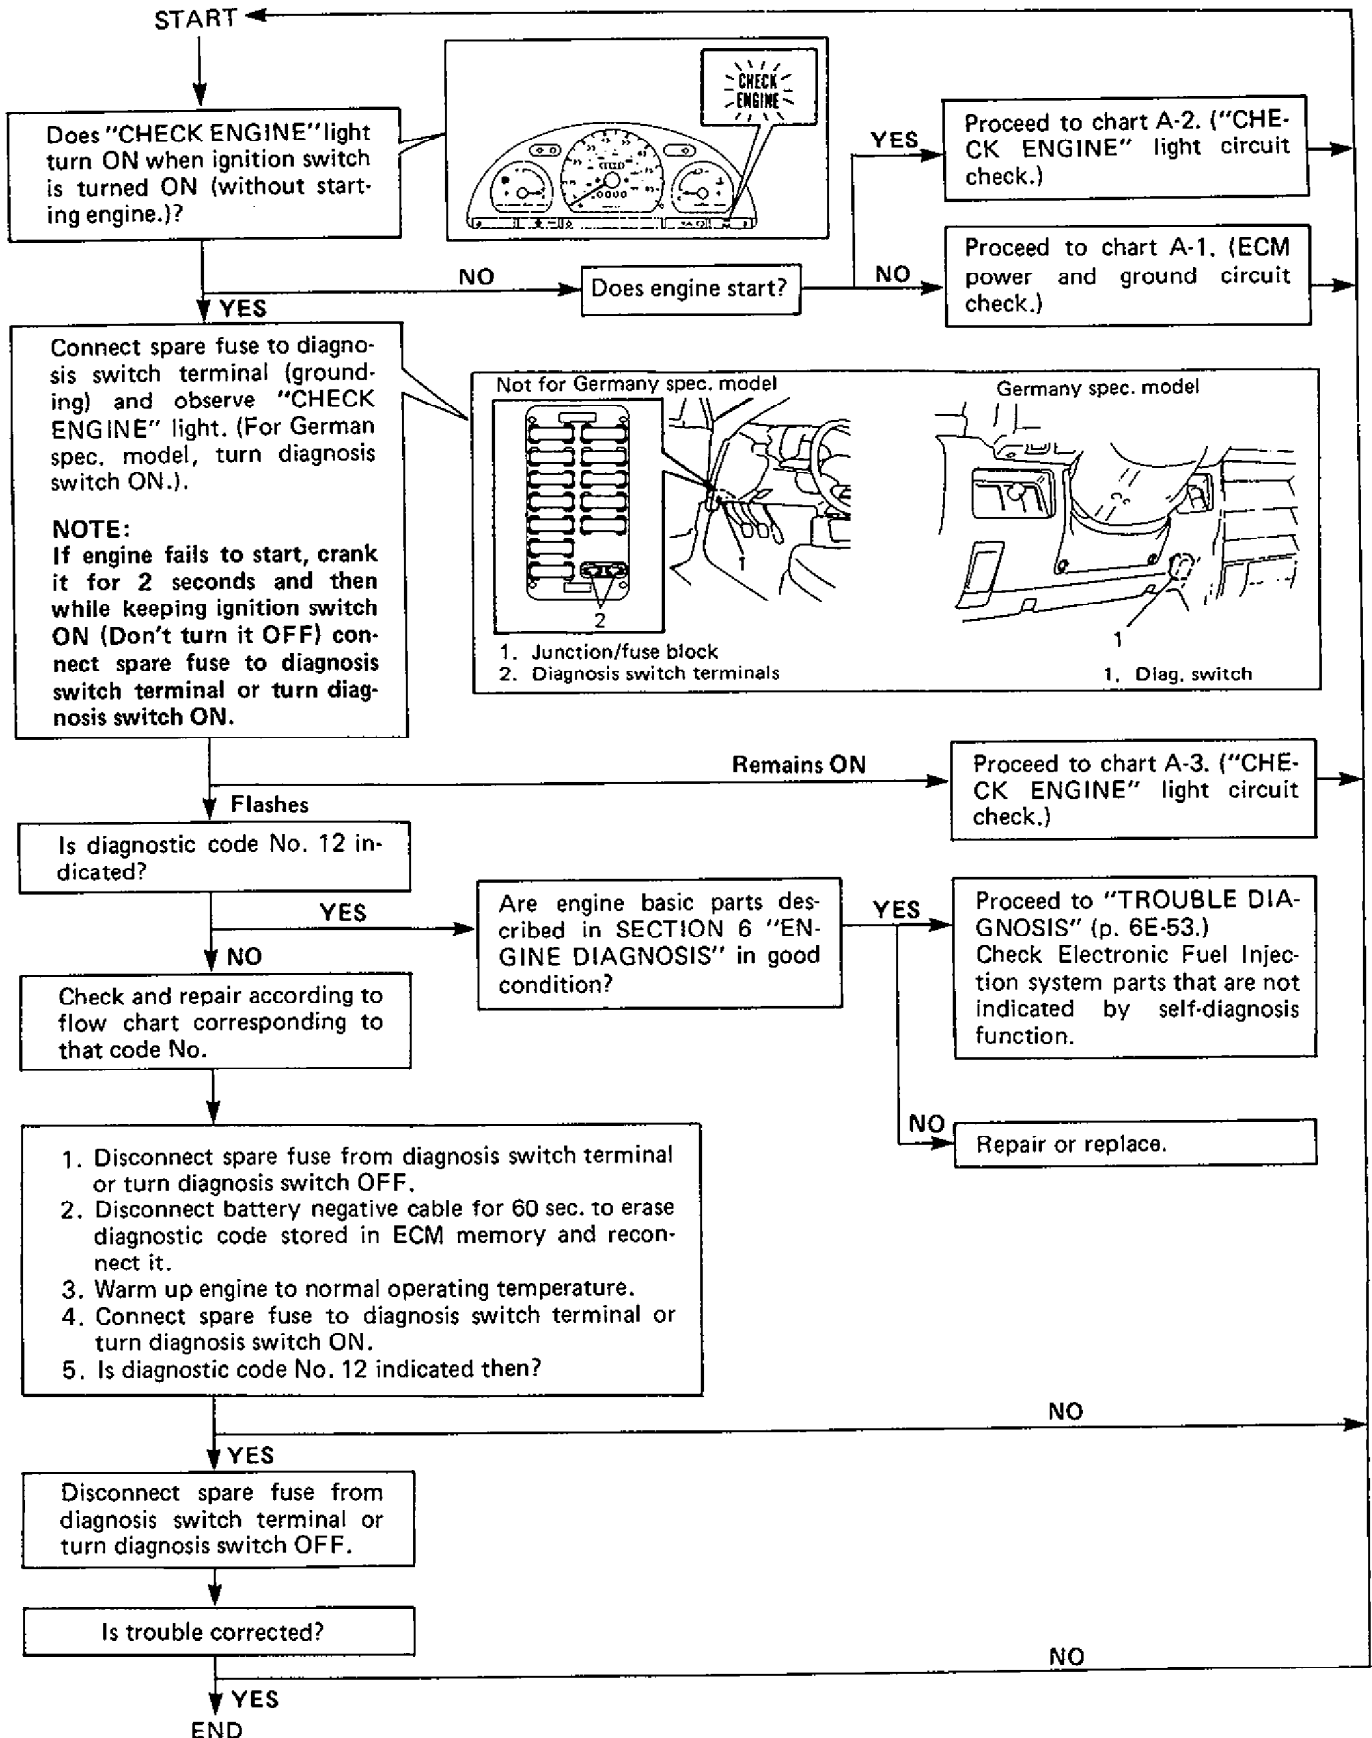 START
CHECK
ENGINE
Does "CHECK ENGINE" light
turn ON when ignition switch
is turned ON (without start-
ing engine.)?
YES
Proceed to chart A-2. ("CHE-
CK ENGINE" light circuit
check.)
NO
Does engine start?
NO
Proceed to chart A-1. (ECM
power and ground circuit
check.)
YES
Connect spare fuse to diagno-
sis switch terminal (ground-
ing) and observe "CHECK
ENGINE" light. (For German
spec. model, turn diagnosis
switch ON.).
NOTE:
If engine fails to start, crank
it for 2 seconds and then
while keeping ignition switch
ON (Don't turn it OFF) con-
nect spare fuse to diagnosis
switch terminal or turn diag-
nosis switch ON.
Not for Germany spec. model
Germany spec. model
1
2
1
1. Junction/fuse block
2. Diagnosis switch terminals
1. Diag. switch
Remains ON
Proceed to chart A-3. ("CHE-
CK ENGINE" light circuit
check.)
Flashes
Is diagnostic code No. 12 in-
dicated?
YES
Are engine basic parts des-
cribed in SECTION 6 "EN-
GINE DIAGNOSIS" in good
condition?
YES
Proceed to "TROUBLE DIA-
GNOSIS" (p. 6E-53.)
Check Electronic Fuel Injec-
tion system parts that are not
indicated by self-diagnosis
function.
NO
Check and repair according to
flow chart corresponding to
that code No.
NO
Repair or replace.
1. Disconnect spare fuse from diagnosis switch terminal
or turn diagnosis switch OFF.
2. Disconnect battery negative cable for 60 sec. to erase
diagnostic code stored in ECM memory and recon-
nect it.
3. Warm up engine to normal operating temperature.
4. Connect spare fuse to diagnosis switch terminal or
turn diagnosis switch ON.
5. Is diagnostic code No. 12 indicated then?
NO
YES
Disconnect spare fuse from
diagnosis switch terminal or
turn diagnosis switch OFF.
Is trouble corrected?
NO
YES
END